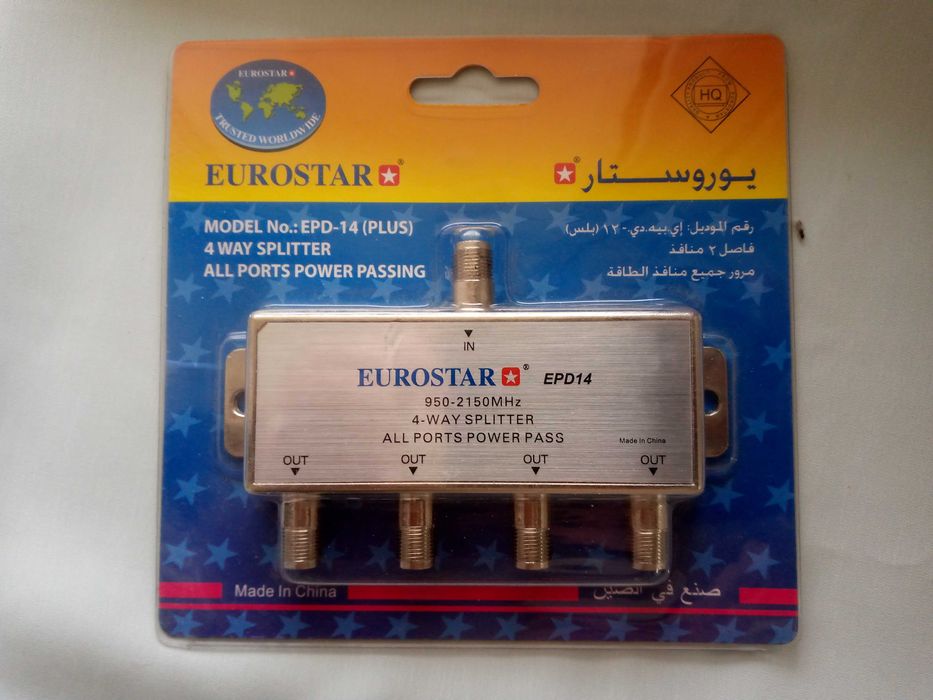 EUROSTAR
TRUSTED WORLDWIDE
HQ
EUROSTAR®
يوروستار®
MODEL No.: EPD-14 (PLUS)
4 WAY SPLITTER
ALL PORTS POWER PASSING
رقم الموديل: إي.بيه.دي.-١٢ (بلس)
فاصل ٢ منافذ
مرور جميع منافذ الطاقة
IN
EUROSTAR® EPD14
950-2150MHz
4-WAY SPLITTER
ALL PORTS POWER PASS
Made In China
OUT OUT OUT OUT
Made In China
صنع في الصين